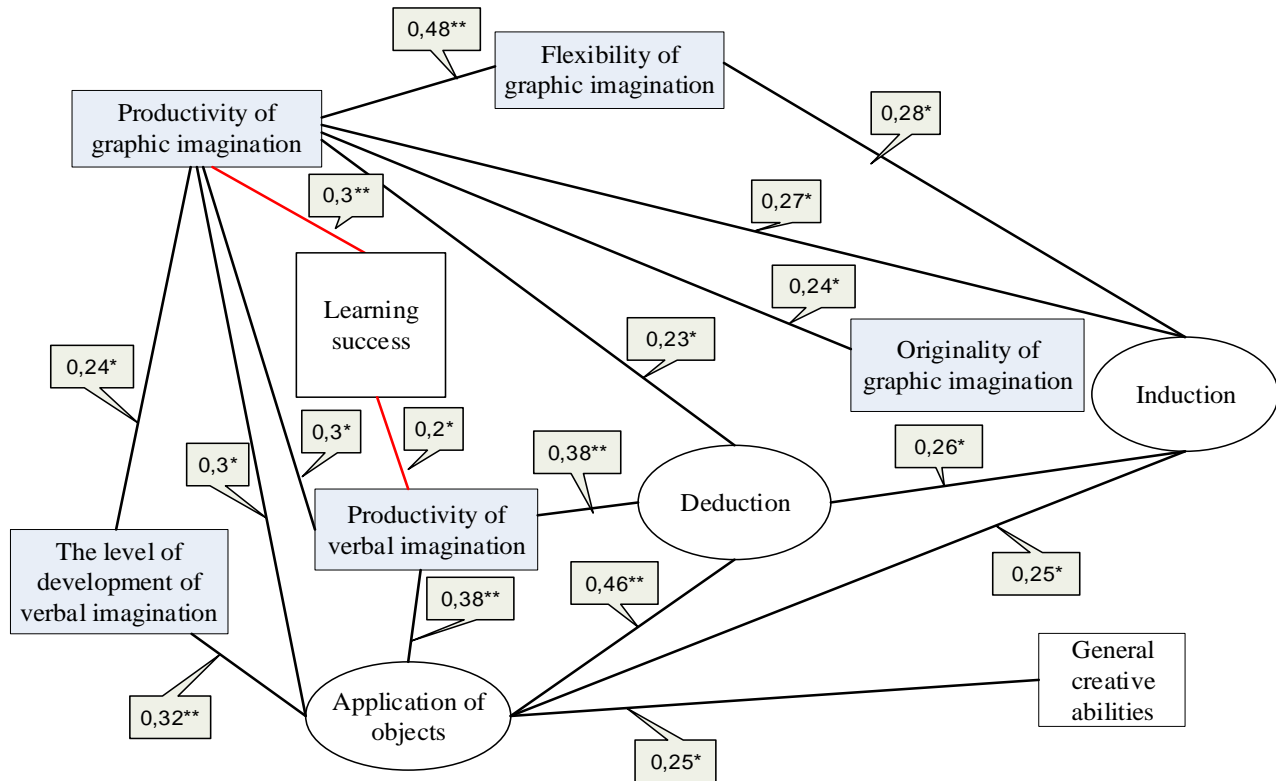 0,48**
Flexibility of
graphic imagination
Productivity of
graphic imagination
0,28*
0,3**
0,27*
Learning
success
0,24*
0,23*
Originality of
graphic imagination
Induction
0,24*
0,3*
0,3*
0,2*
0,38**
0,26*
Productivity of
verbal imagination
Deduction
The level of
development of
verbal imagination
0,38**
0,46**
0,25*
0,32**
Application of
objects
0,25*
General
creative
abilities